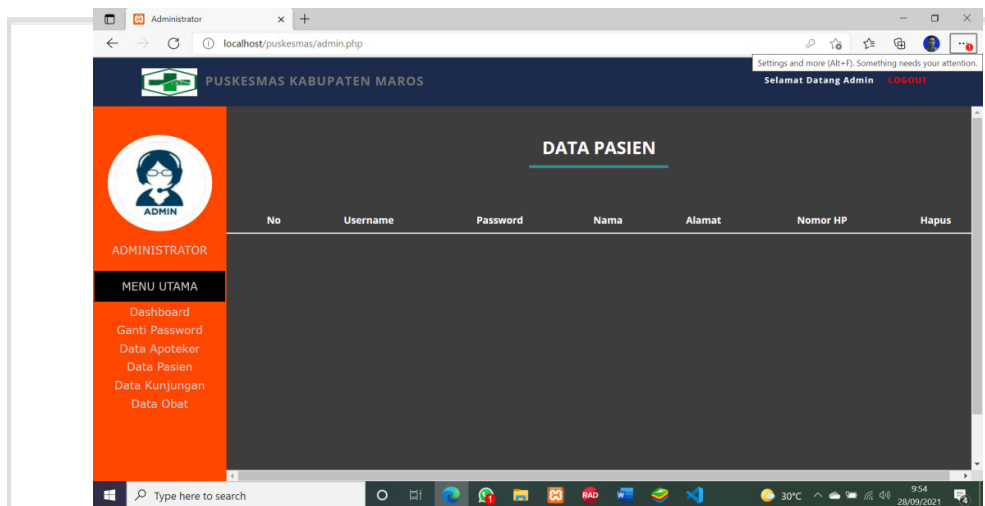 Administrator
localhost/puskesmas/admin.php
Settings and more (Alt+F). Something needs your attention.
PUSKESMAS KABUPATEN MAROS
Selamat Datang Admin LOGOUT
DATA PASIEN
ADMIN
No Username Password Nama Alamat Nomor HP Hapus
ADMINISTRATOR
MENU UTAMA
Dashboard
Ganti Password
Data Apoteker
Data Pasien
Data Kunjungan
Data Obat
Type here to search
RAD
30°C
9:54
28/09/2021
4